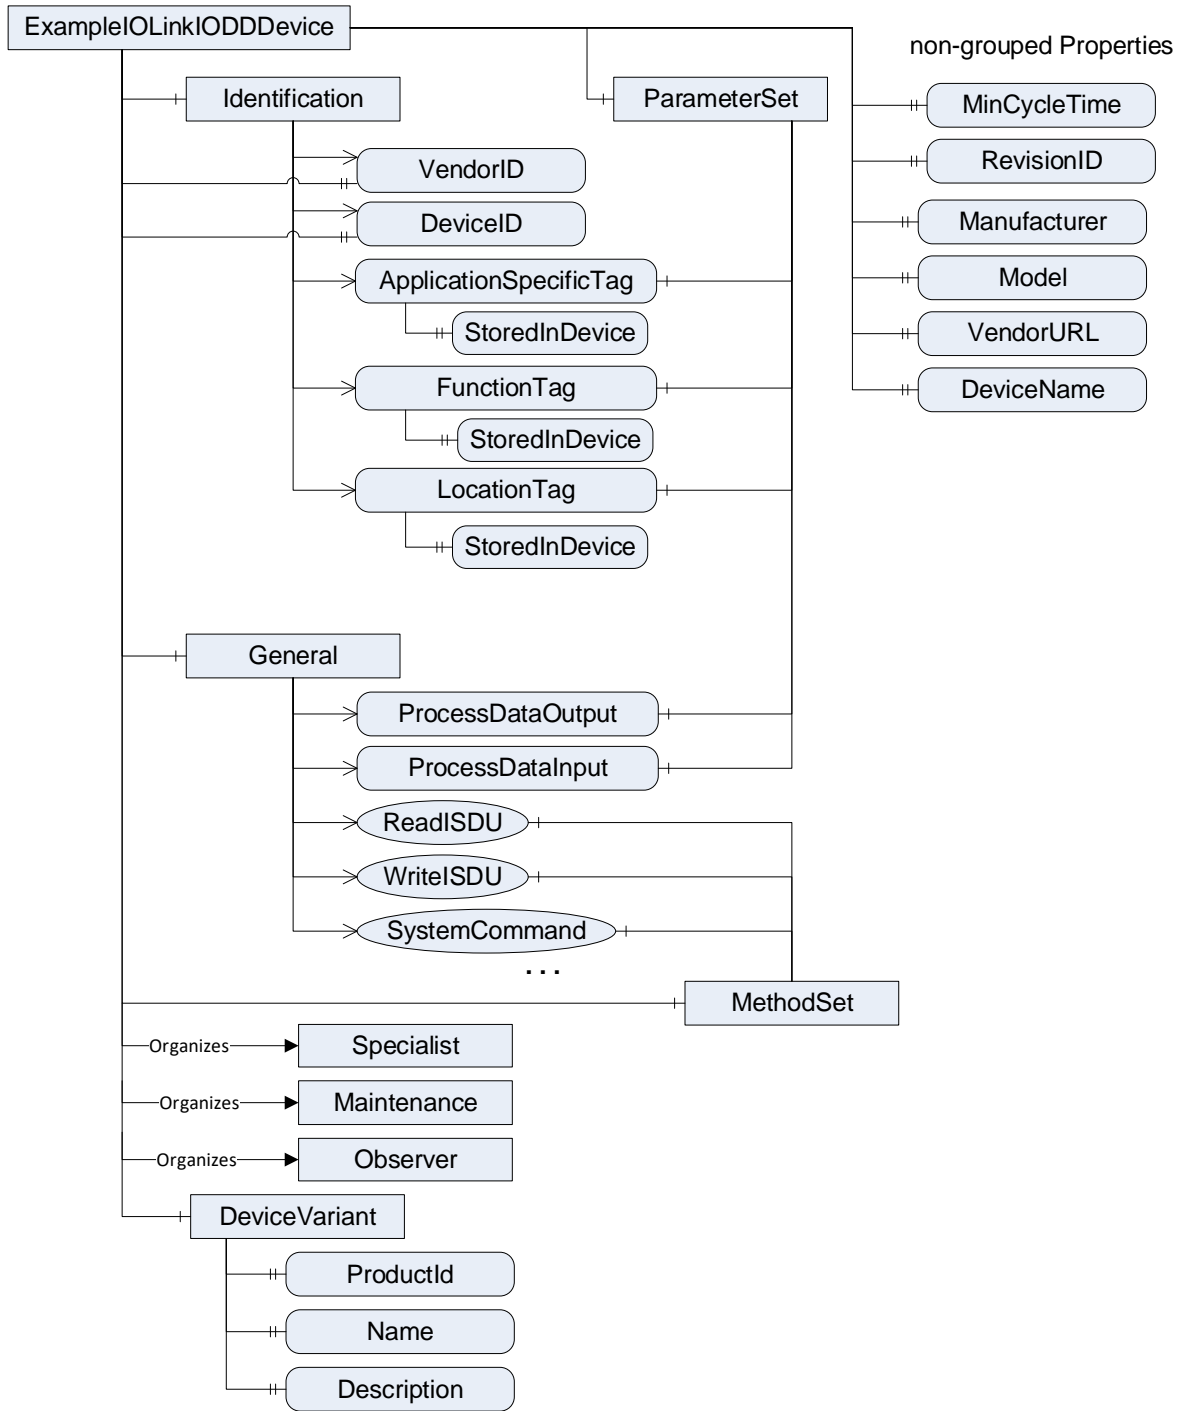 ExampleIOLinkIODDDevice
non-grouped Properties
Identification
ParameterSet
MinCycleTime
RevisionID
VendorID
Manufacturer
DeviceID
Model
ApplicationSpecificTag
VendorURL
StoredInDevice
DeviceName
FunctionTag
StoredInDevice
LocationTag
StoredInDevice
General
ProcessDataOutput
ProcessDataInput
ReadISDU
WriteISDU
SystemCommand
...
MethodSet
Organizes
Specialist
Organizes
Maintenance
Organizes
Observer
DeviceVariant
ProductId
Name
Description